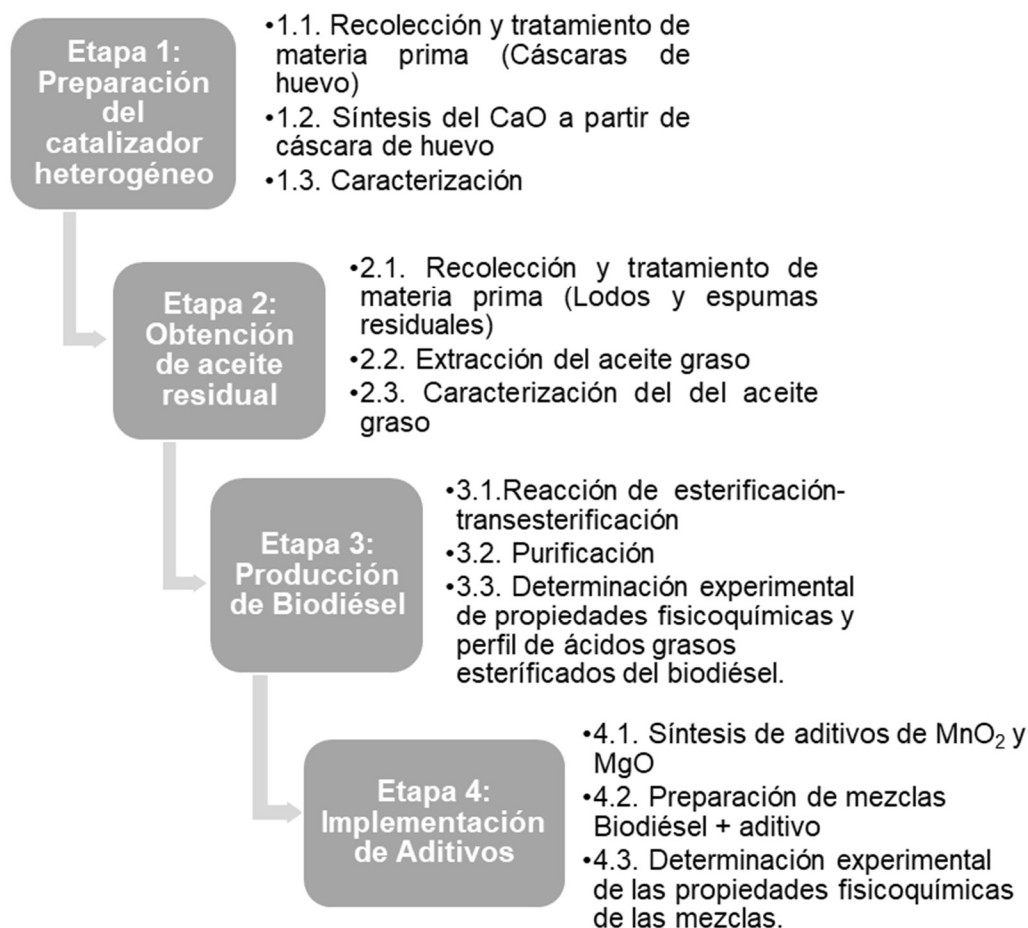 Etapa 1:
Preparación
del
catalizador
heterogéneo
•1.1. Recolección y tratamiento de
materia prima (Cáscaras de
huevo)
•1.2. Síntesis del CaO a partir de
cáscara de huevo
•1.3. Caracterización
Etapa 2:
Obtención
de aceite
residual
•2.1. Recolección y tratamiento de
materia prima (Lodos y espumas
residuales)
•2.2. Extracción del aceite graso
•2.3. Caracterización del del aceite
graso
Etapa 3:
Producción
de Biodiésel
•3.1.Reacción de esterificación-
transesterificación
•3.2. Purificación
•3.3. Determinación experimental
de propiedades fisicoquímicas y
perfil de ácidos grasos
esteríficados del biodiésel.
Etapa 4:
Implementación
de Aditivos
•4.1. Síntesis de aditivos de MnO₂ y
MgO
•4.2. Preparación de mezclas
Biodiésel + aditivo
•4.3. Determinación experimental
de las propiedades fisicoquímicas
de las mezclas.